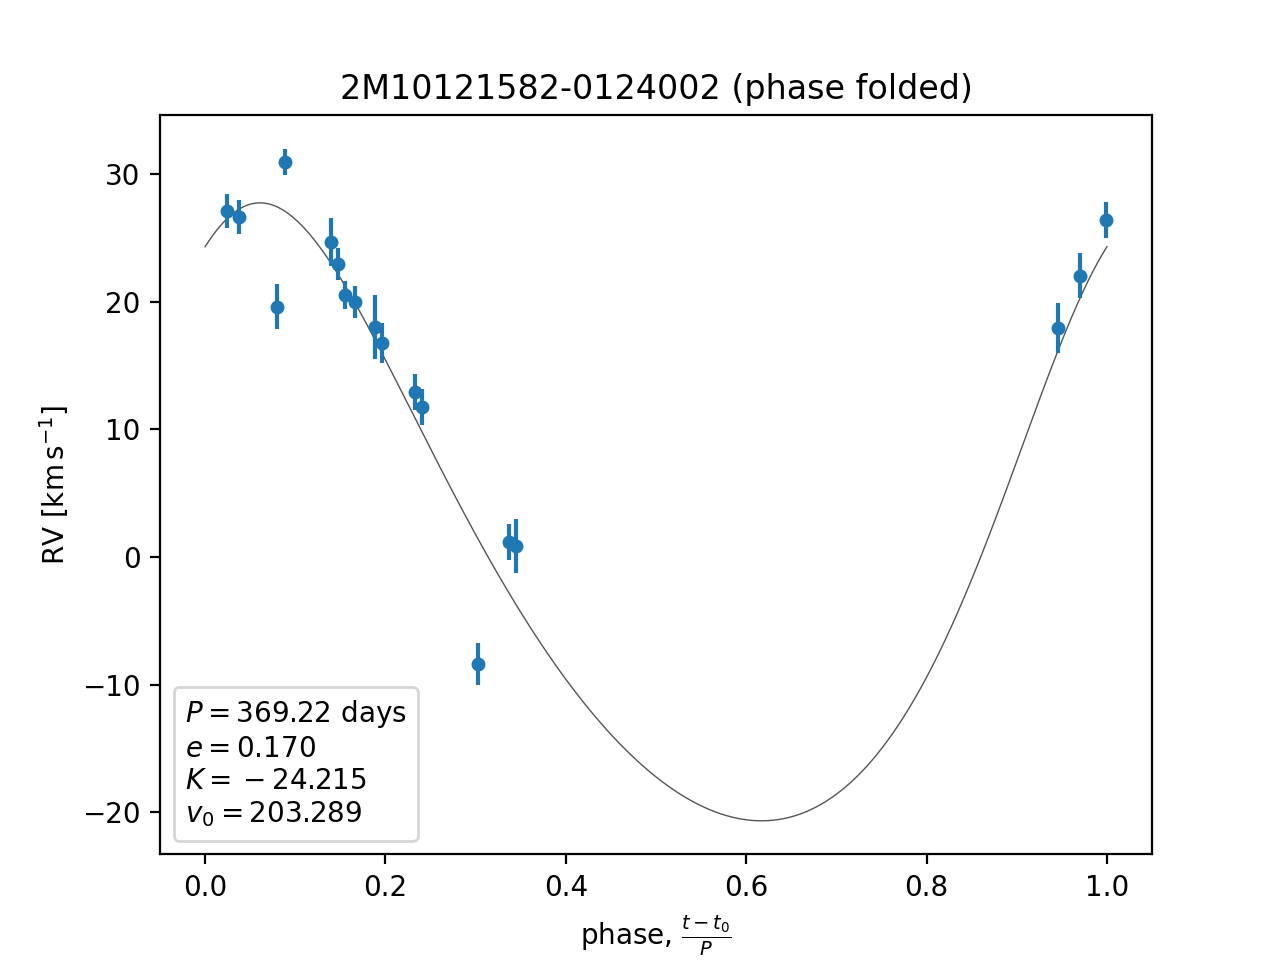 2M10121582-0124002 (phase folded)
RV [km s⁻¹]
30
20
10
0
−10
−20
P = 369.22 days
e = 0.170
K = −24.215
v₀ = 203.289
0.0 0.2 0.4 0.6 0.8 1.0
phase, (t − t₀)/P